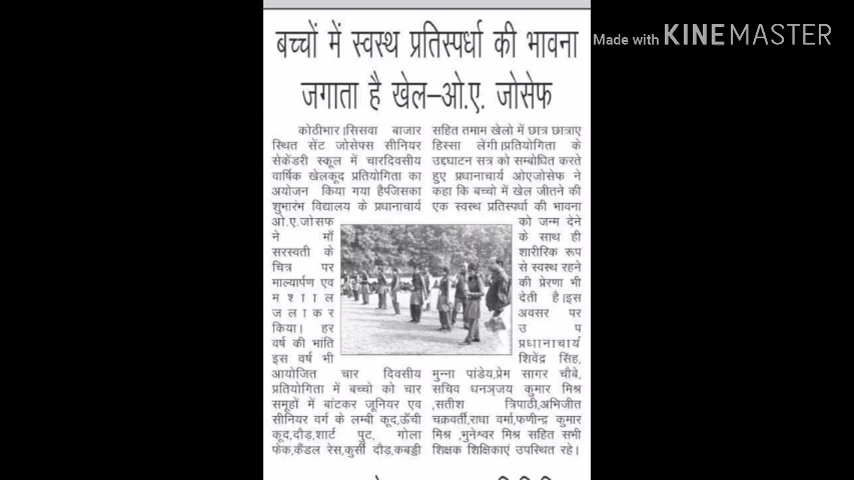 बच्चों में स्वस्थ प्रतिस्पर्धा की भावना
जगाता है खेल–ओ.ए. जोसेफ
Made with KINEMASTER
कोठीभार।सिसवा बाजार
स्थित सेंट जोसेफ्स सीनियर
सेकेंडरी स्कूल में चारदिवसीय
वार्षिक खेलकूद प्रतियोगिता का
अयोजन किया गया हैपजिसका
शुभारंभ विद्यालय के प्रधानाचार्य
ओ.ए.जोसफ
ने माँ
सरस्वती के
चित्र पर
माल्यार्पण एव
मशाल
जलाकर
किया। हर
वर्ष की भांति
इस वर्ष भी
आयोजित चार दिवसीय
प्रतियोगिता में बच्चो को चार
समूहों में बांटकर जूनियर एव
सीनियर वर्ग के लम्बी कूद,ऊँची
कूद,दौड़,शार्ट पुट, गोला
फेक,कैंडल रेस,कुर्सी दौड़,कबड्डी
सहित तमाम खेलो में छात्र छात्राए
हिस्सा लेंगी।प्रतियोगिता के
उद्दघाटन सत्र को सम्बोधित करते
हुए प्रधानाचार्य ओएजोसेफ ने
कहा कि बच्चो में खेल जीतने की
एक स्वस्थ प्रतिस्पर्धा की भावना
को जन्म देने
के साथ ही
शारीरिक रूप
से स्वस्थ रहने
की प्रेरणा भी
देती है।इस
अवसर पर
उ प
प्रधानाचार्य
शिवेंद्र सिंह,
मुन्ना पांडेय,प्रेम सागर चौबे,
सचिव धनञ्जय कुमार मिश्र
,सतीश त्रिपाठी,अभिजीत
चक्रवर्ती,राधा वर्मा,फणीन्द्र कुमार
मिश्र ,भुनेश्वर मिश्र सहित सभी
शिक्षक शिक्षिकाएं उपस्थित रहे।